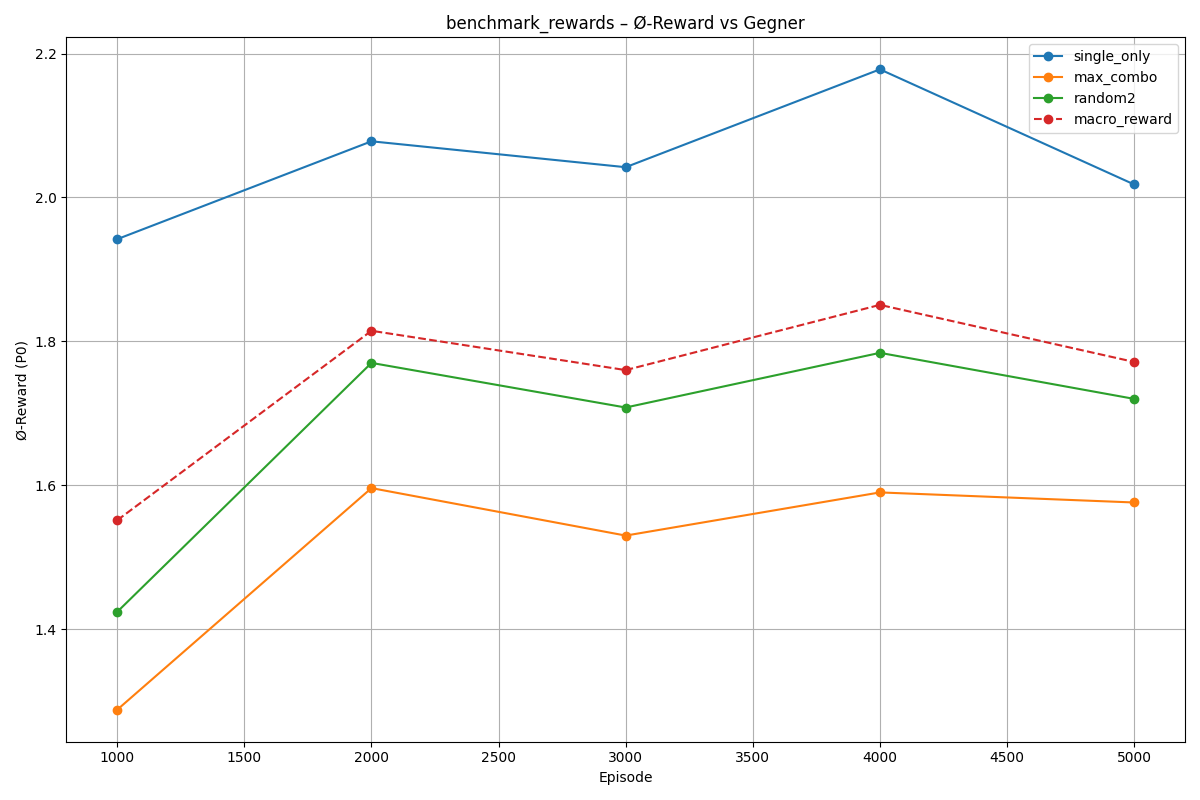 benchmark_rewards – Ø-Reward vs Gegner
single_only
max_combo
random2
macro_reward
Ø-Reward (P0)
2.2
2.0
1.8
1.6
1.4
1000 1500 2000 2500 3000 3500 4000 4500 5000
Episode